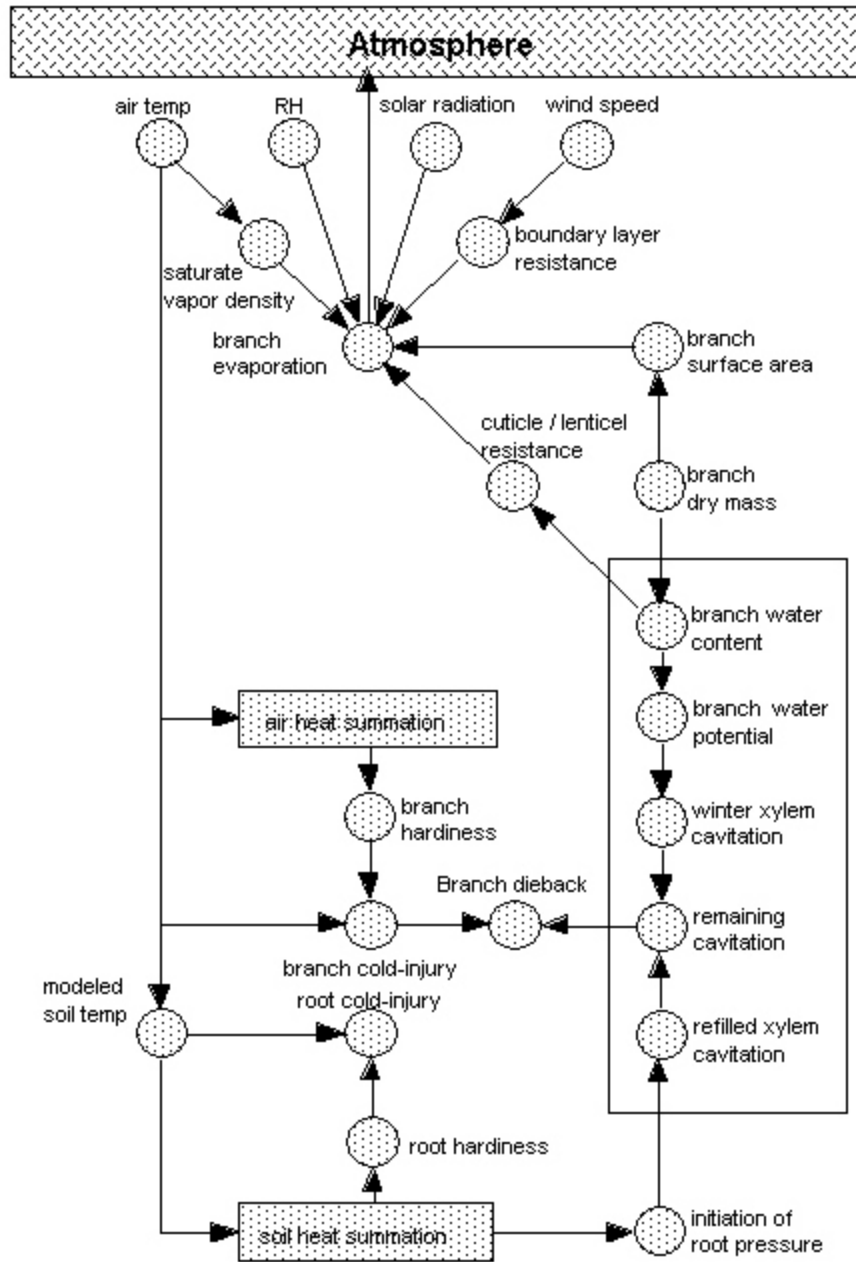 Atmosphere
air temp
RH
solar radiation
wind speed
saturate
vapor density
boundary layer
resistance
branch
evaporation
branch
surface area
cuticle / lenticel
resistance
branch
dry mass
branch water
content
air heat summation
branch water
potential
branch
hardiness
winter xylem
cavitation
Branch dieback
remaining
cavitation
branch cold-injury
modeled
soil temp
root cold-injury
refilled xylem
cavitation
root hardiness
soil heat summation
initiation of
root pressure